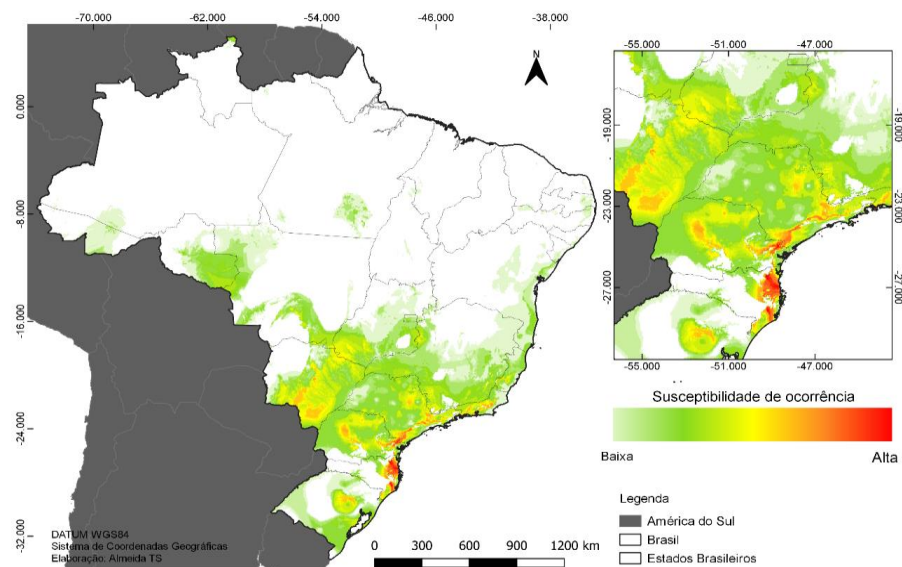 -70.000 -62.000 -54.000 -46.000 -38.000
N
0.000
-8.000
-16.000
-24.000
-32.000
DATUM WGS84
Sistema de Coordenadas Geográficas
Elaboração: Almeida TS
0 300 600 900 1200 km
-55.000 -51.000 -47.000
-19.000 -19.000
-23.000 -23.000
-27.000 -27.000
-55.000 -51.000 -47.000
Susceptibilidade de ocorrência
Baixa Alta
Legenda
América do Sul
Brasil
Estados Brasileiros